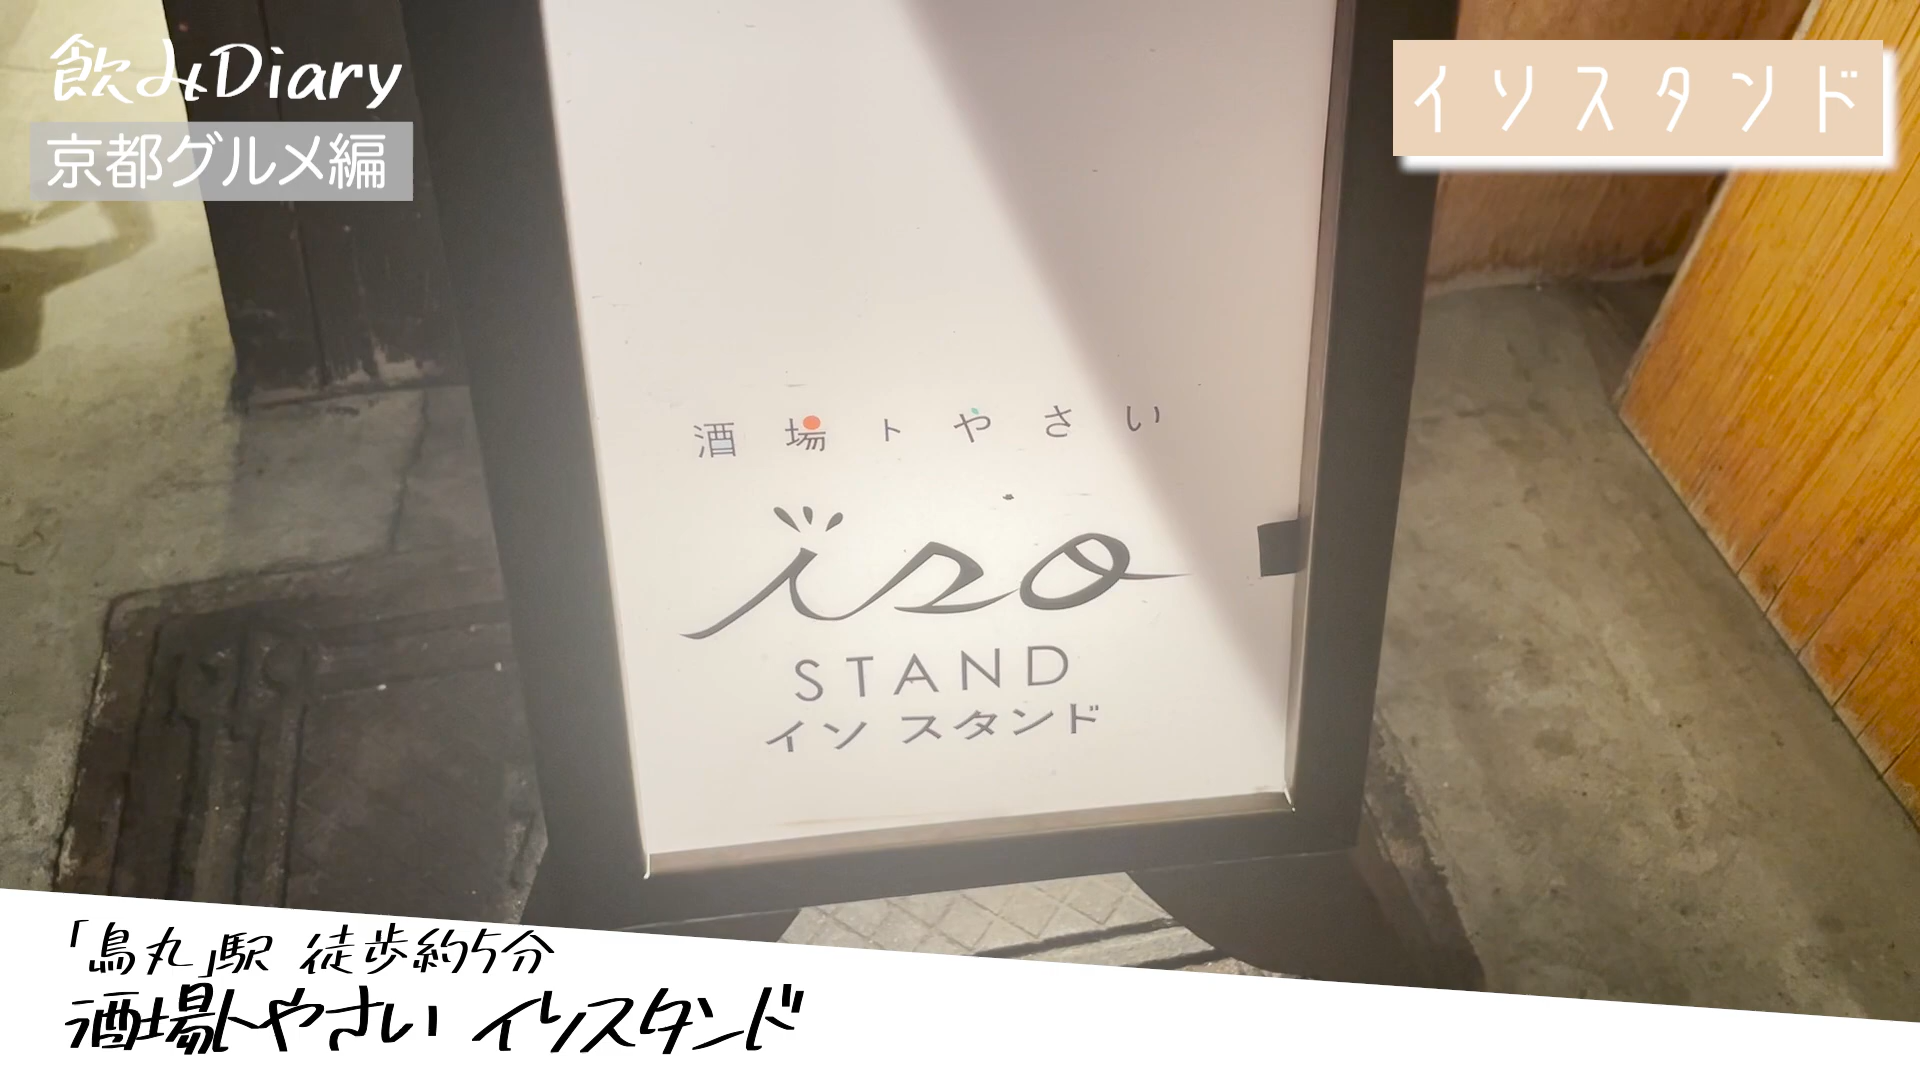 飲みDiary
京都グルメ編
イソスタンド
酒場トやさい
iso
STAND
イソ スタンド
「烏丸」駅 徒歩約5分
酒場トやさい イソスタンド